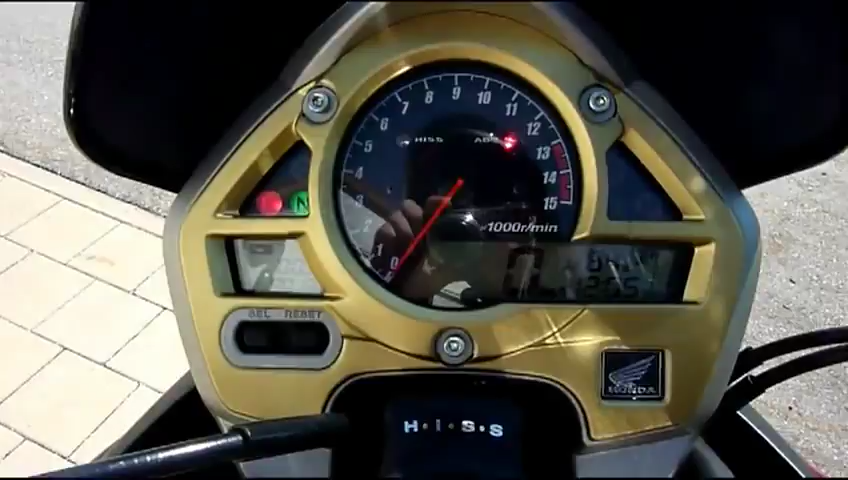 0 1 2 3 4 5 6 7 8 9 10 11 12 13 14 15
HISS ABS
N
x1000r/min
SEL RESET
HONDA
H·I·S·S